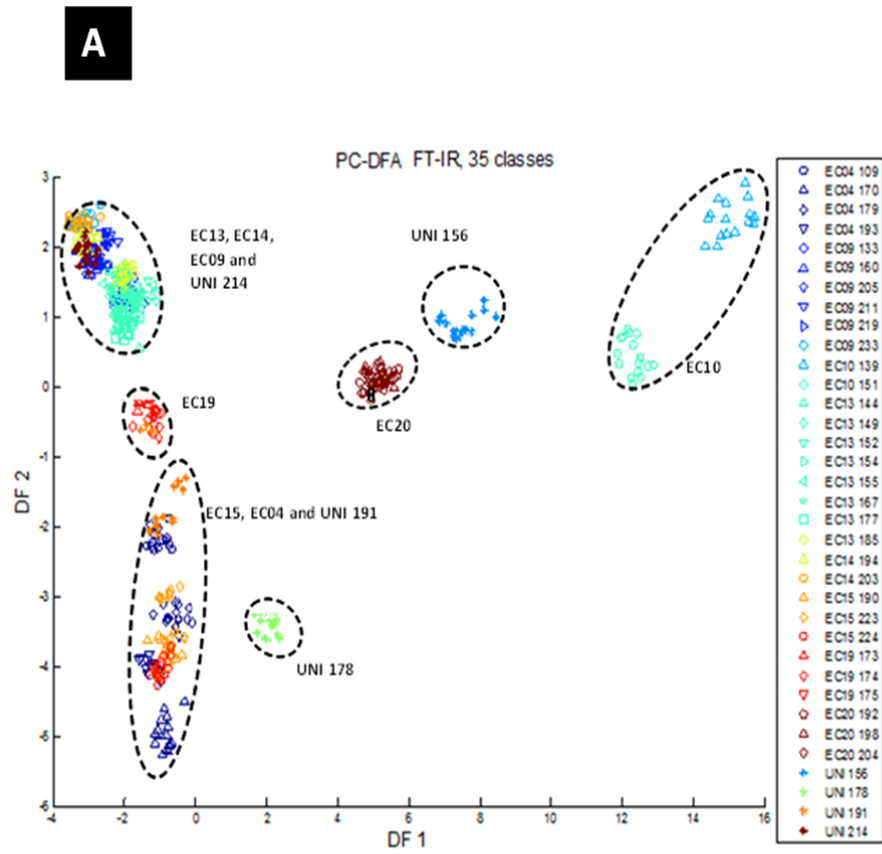 A
PC-DFA FT-IR, 35 classes
3
2
1
0
-1
-2
-3
-4
-5
-6
DF 2
-4
-2
0
2
4
6
8
10
12
14
16
DF 1
EC13, EC14,
EC09 and
UNI 214
UNI 156
EC10
EC20
EC19
EC15, EC04 and UNI 191
UNI 178
EC04 109
EC04 170
EC04 179
EC04 193
EC09 133
EC09 160
EC09 205
EC09 211
EC09 219
EC09 233
EC10 139
EC10 151
EC13 144
EC13 149
EC13 152
EC13 154
EC13 155
EC13 167
EC13 177
EC13 185
EC14 194
EC14 203
EC15 190
EC15 223
EC15 224
EC19 173
EC19 174
EC19 175
EC20 192
EC20 198
EC20 204
UNI 156
UNI 178
UNI 191
UNI 214